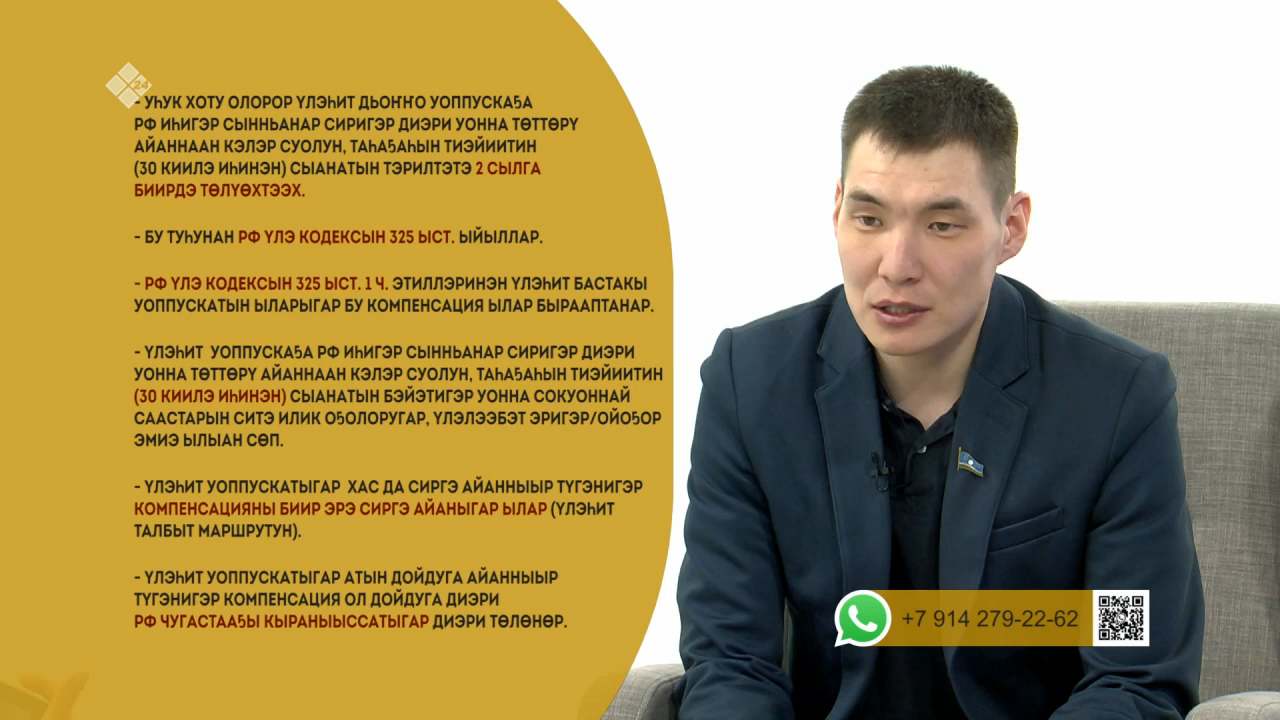 24
- УҺУК ХОТУ ОЛОРОР ҮЛЭҺИТ ДЬОҤҤО УОППУСКАҔА
РФ ИҺИГЭР СЫННЬАНАР СИРИГЭР ДИЭРИ УОННА ТӨТТӨРҮ
АЙАННААН КЭЛЭР СУОЛУН, ТАҺАҔАҺЫН ТИЭЙИИТИН
(30 КИИЛЭ ИҺИНЭН) СЫАНАТЫН ТЭРИЛТЭТЭ 2 СЫЛГА
БИИРДЭ ТӨЛҮӨХТЭЭХ.
- БУ ТУҺУНАН РФ ҮЛЭ КОДЕКСЫН 325 ЫСТ. ЫЙЫЛЛАР.
- РФ ҮЛЭ КОДЕКСЫН 325 ЫСТ. 1 Ч. ЭТИЛЛЭРИНЭН ҮЛЭҺИТ БАСТАКЫ
УОППУСКАТЫН ЫЛАРЫГАР БУ КОМПЕНСАЦИЯ ЫЛАР БЫРААПТАНАР.
- ҮЛЭҺИТ УОППУСКАҔА РФ ИҺИГЭР СЫННЬАНАР СИРИГЭР ДИЭРИ
УОННА ТӨТТӨРҮ АЙАННААН КЭЛЭР СУОЛУН, ТАҺАҔАҺЫН ТИЭЙИИТИН
(30 КИИЛЭ ИҺИНЭН) СЫАНАТЫН БЭЙЭТИГЭР УОННА СОКУОННАЙ
СААСТАРЫН СИТЭ ИЛИК ОҔОЛОРУГАР, ҮЛЭЛЭЭБЭТ ЭРИГЭР/ОЙОҔОР
ЭМИЭ ЫЛЫАН СӨП.
- ҮЛЭҺИТ УОППУСКАТЫГАР ХАС ДА СИРГЭ АЙАННЫЫР ТҮГЭНИГЭР
КОМПЕНСАЦИЯНЫ БИИР ЭРЭ СИРГЭ АЙАНЫГАР ЫЛАР (ҮЛЭҺИТ
ТАЛБЫТ МАРШРУТУН).
- ҮЛЭҺИТ УОППУСКАТЫГАР АТЫН ДОЙДУГА АЙАННЫЫР
ТҮГЭНИГЭР КОМПЕНСАЦИЯ ОЛ ДОЙДУГА ДИЭРИ
РФ ЧУГАСТААҔЫ КЫРАНЫЫССАТЫГАР ДИЭРИ ТӨЛӨНӨР.
+7 914 279-22-62